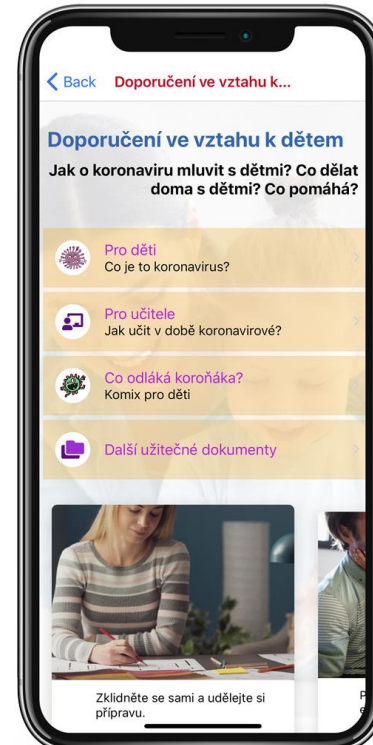 Back Doporučení ve vztahu k...
Doporučení ve vztahu k dětem
Jak o koronaviru mluvit s dětmi? Co dělat
doma s dětmi? Co pomáhá?
Pro děti
Co je to koronavirus?
Pro učitele
Jak učit v době koronavirové?
Co odláká koroňáka?
Komix pro děti
Další užitečné dokumenty
Zklidněte se sami a udělejte si
přípravu.